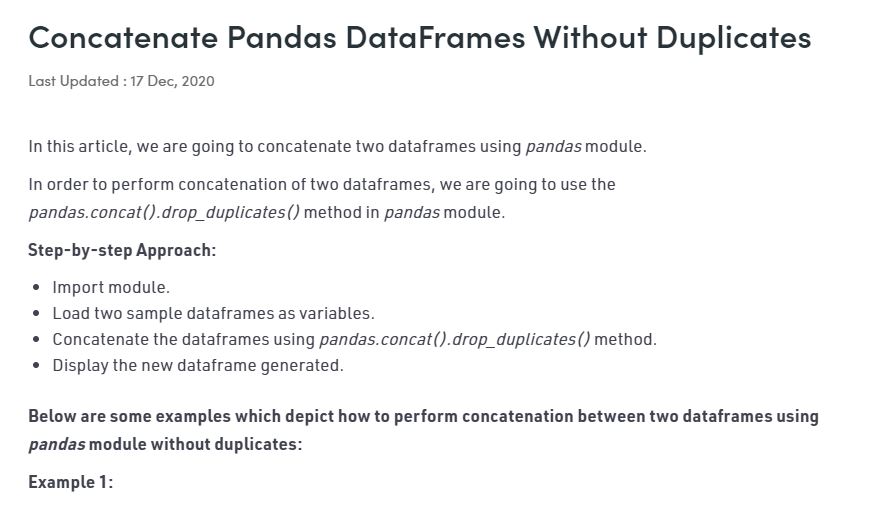 Concatenate Pandas DataFrames Without Duplicates
Last Updated : 17 Dec, 2020
In this article, we are going to concatenate two dataframes using pandas module.
In order to perform concatenation of two dataframes, we are going to use the
pandas.concat().drop_duplicates() method in pandas module.
Step-by-step Approach:
• Import module.
• Load two sample dataframes as variables.
• Concatenate the dataframes using pandas.concat().drop_duplicates() method.
• Display the new dataframe generated.
Below are some examples which depict how to perform concatenation between two dataframes using
pandas module without duplicates:
Example 1: